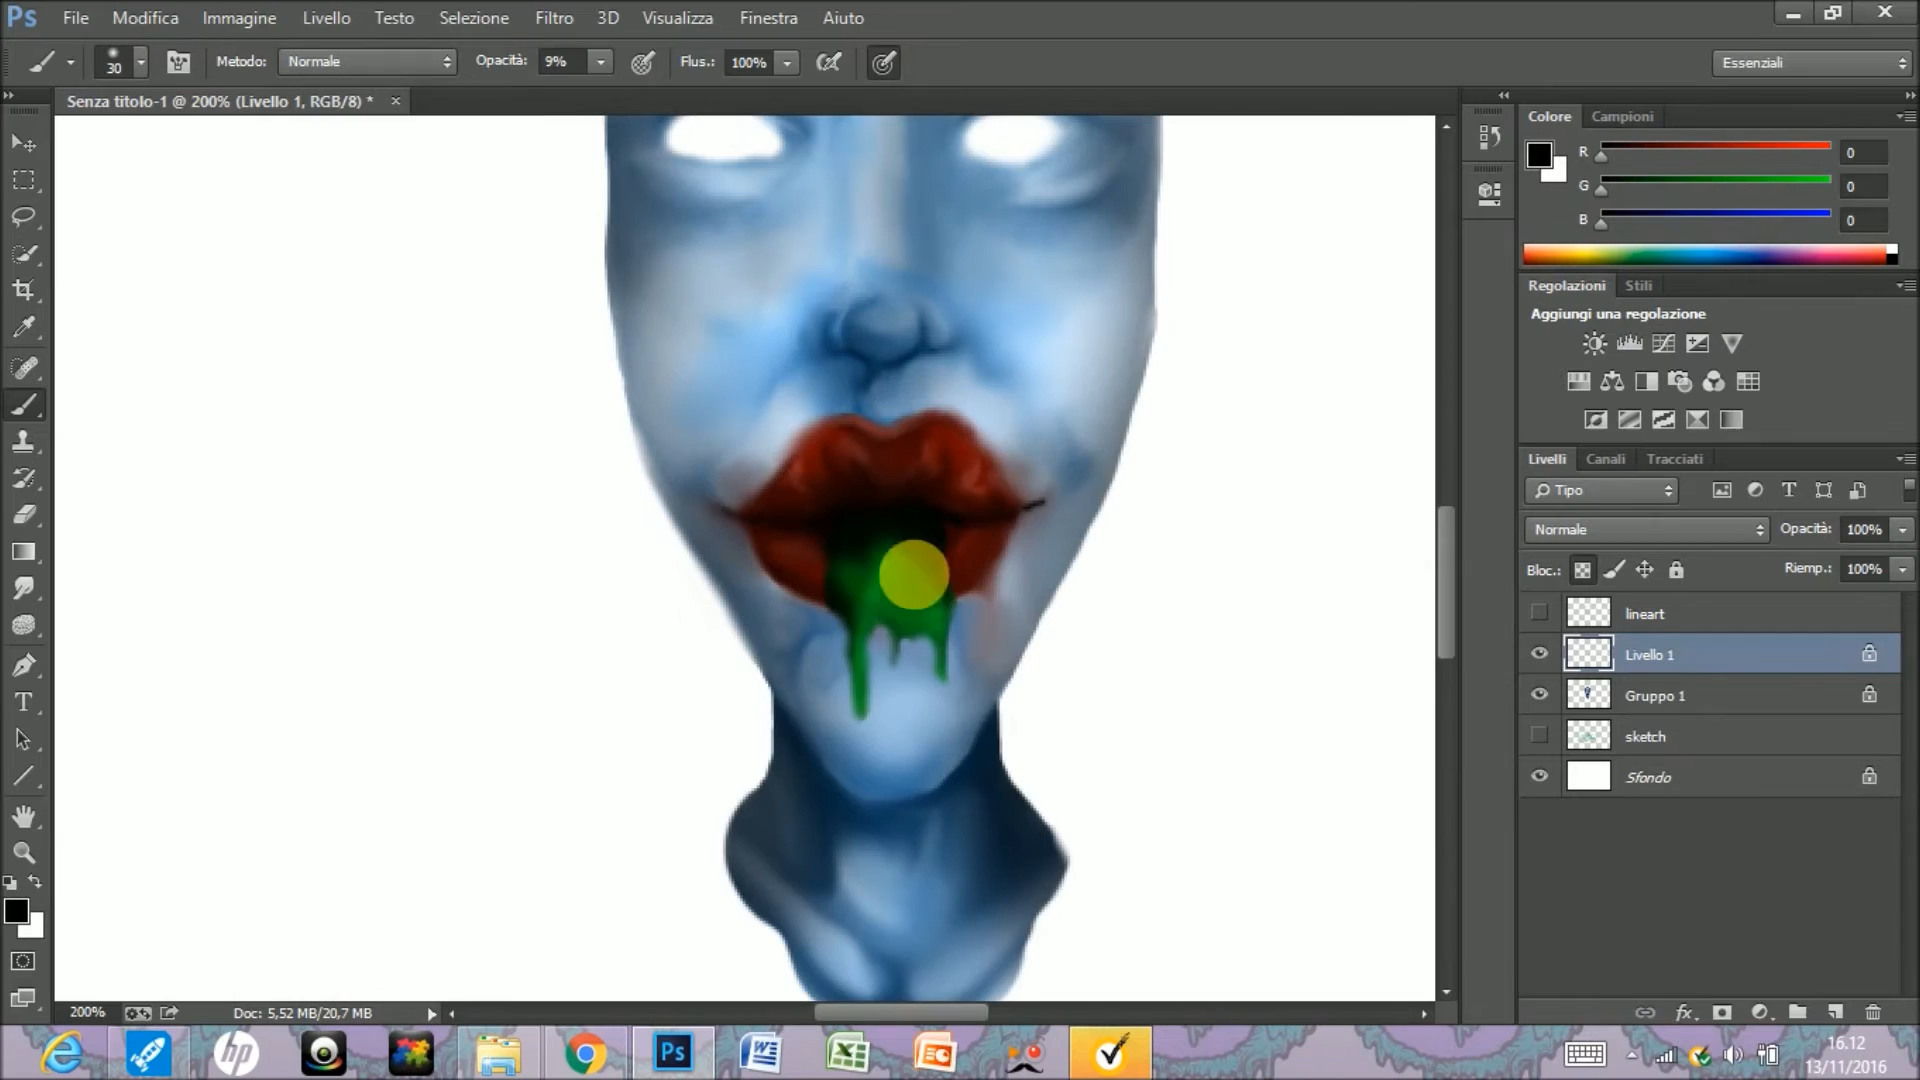 Ps File Modifica Immagine Livello Testo Selezione Filtro 3D Visualizza Finestra Aiuto
30 Metodo: Normale Opacità: 9% Flus.: 100% Essenziali
Senza titolo-1 @ 200% (Livello 1, RGB/8) *
Colore Campioni
R 0
G 0
B 0
Regolazioni Stili
Aggiungi una regolazione
Livelli Canali Tracciati
Tipo
Normale Opacità: 100%
Bloc.: Riemp.: 100%
lineart
Livello 1
Gruppo 1
sketch
Sfondo
200% Doc: 5,52 MB/20,7 MB
16.12
13/11/2016